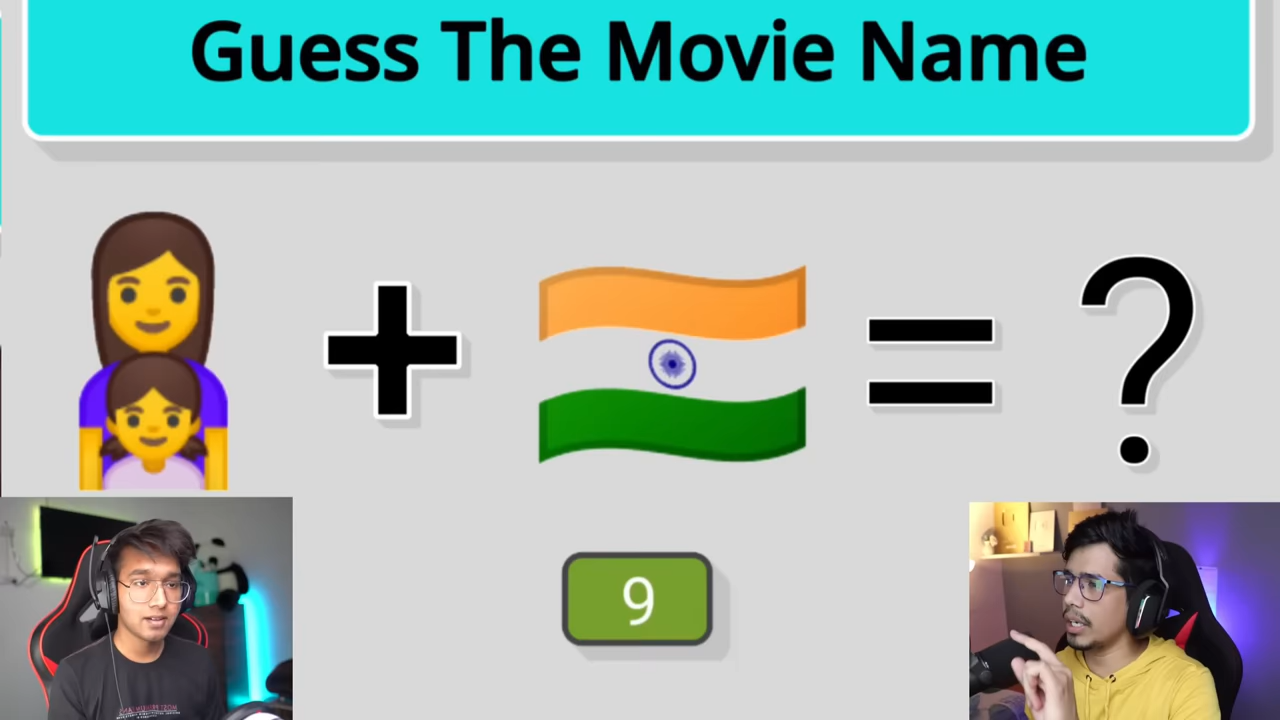 Guess The Movie Name
+
=
?
9